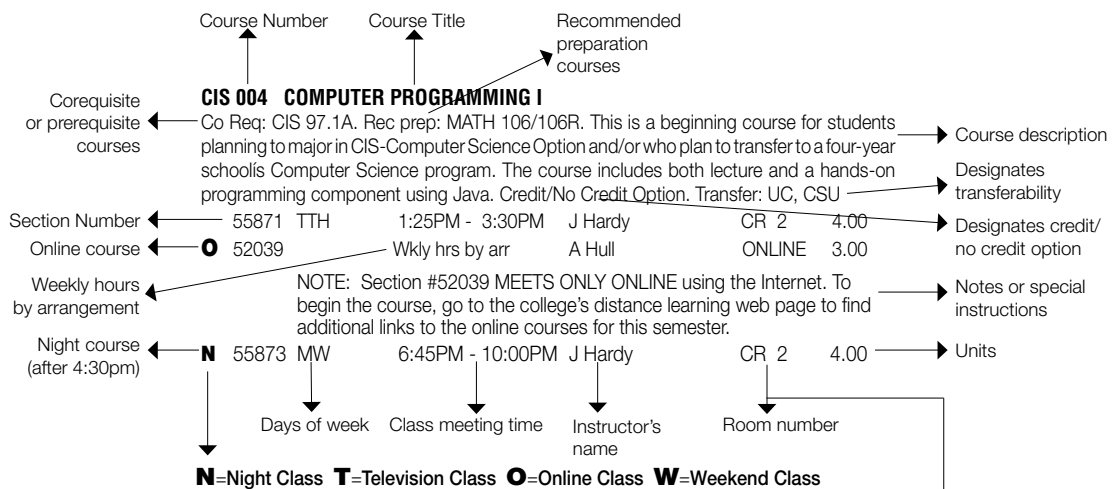 Course Number Course Title Recommended
preparation
courses
CIS 004 COMPUTER PROGRAMMING I
Corequisite
or prerequisite
courses
Co Req: CIS 97.1A. Rec prep: MATH 106/106R. This is a beginning course for students
planning to major in CIS-Computer Science Option and/or who plan to transfer to a four-year
schoolís Computer Science program. The course includes both lecture and a hands-on
programming component using Java. Credit/No Credit Option. Transfer: UC, CSU
Course description
Designates
transferability
Section Number 55871 TTH 1:25PM - 3:30PM J Hardy CR 2 4.00
Designates credit/
no credit option
Online course O 52039 Wkly hrs by arr A Hull ONLINE 3.00
Weekly hours
by arrangement
NOTE: Section #52039 MEETS ONLY ONLINE using the Internet. To
begin the course, go to the college's distance learning web page to find
additional links to the online courses for this semester.
Notes or special
instructions
Night course
(after 4:30pm)
N 55873 MW 6:45PM - 10:00PM J Hardy CR 2 4.00 Units
Days of week Class meeting time Instructor's
name
Room number
N=Night Class T=Television Class O=Online Class W=Weekend Class